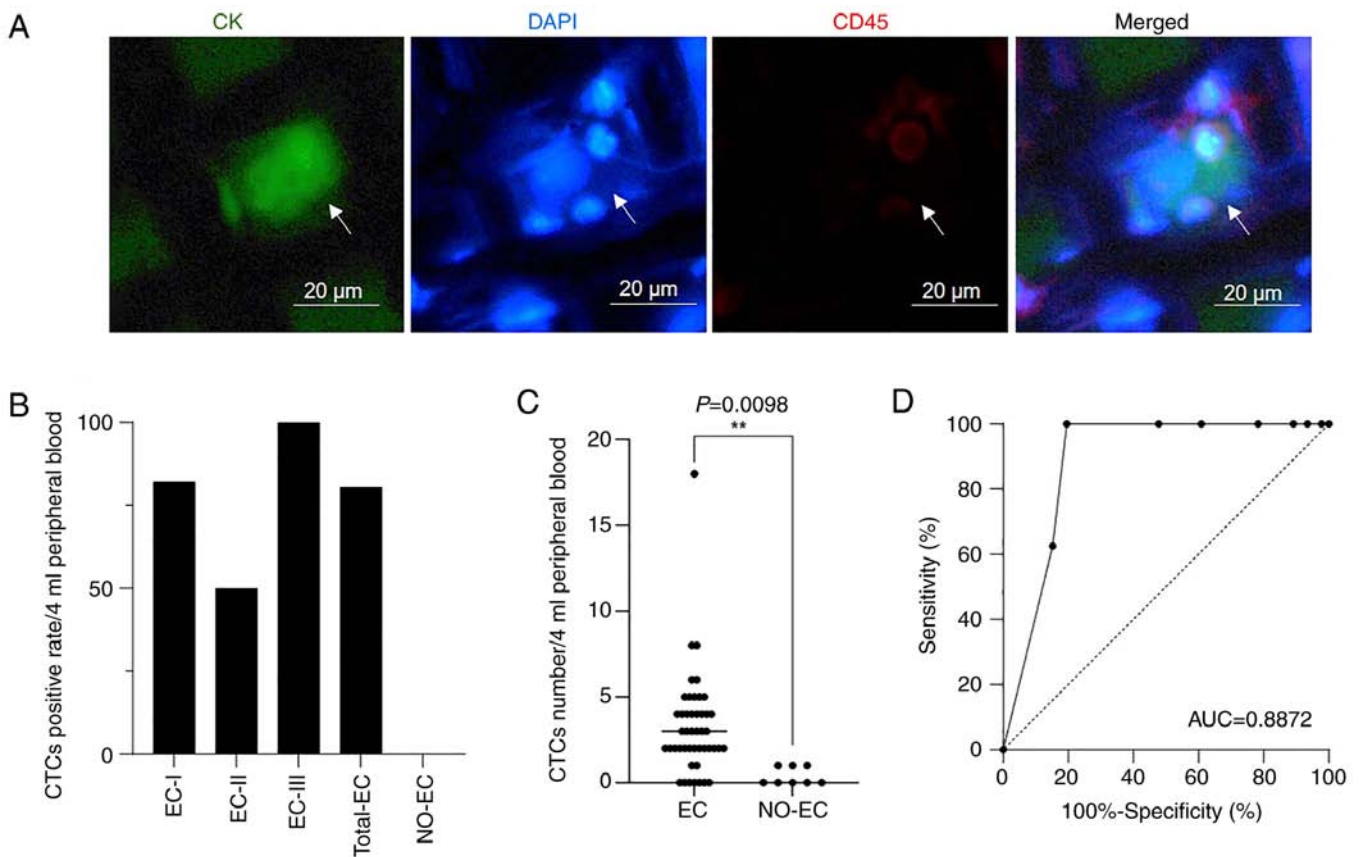 A
CK
DAPI
CD45
Merged
20 µm
20 µm
20 µm
20 µm
B
CTCs positive rate/4 ml peripheral blood
100
50
0
EC-I
EC-II
EC-III
Total-EC
NO-EC
C
P=0.0098
**
CTCs number/4 ml peripheral blood
20
15
10
5
0
EC
NO-EC
D
Sensitivity (%)
100
80
60
40
20
0
AUC=0.8872
0
20
40
60
80
100
100%-Specificity (%)